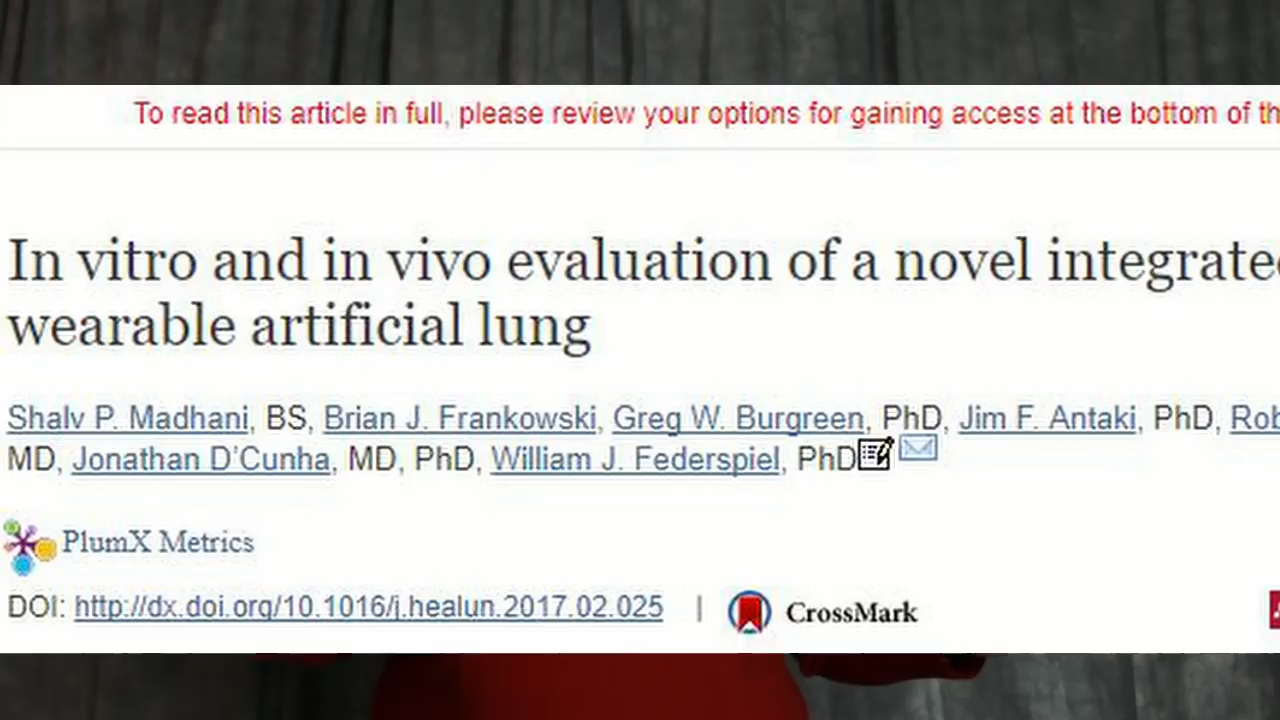 To read this article in full, please review your options for gaining access at the bottom of th
In vitro and in vivo evaluation of a novel integrate
wearable artificial lung
Shalv P. Madhani, BS, Brian J. Frankowski, Greg W. Burgreen, PhD, Jim F. Antaki, PhD, Rob
MD, Jonathan D'Cunha, MD, PhD, William J. Federspiel, PhD
PlumX Metrics
DOI: http://dx.doi.org/10.1016/j.healun.2017.02.025 | CrossMark